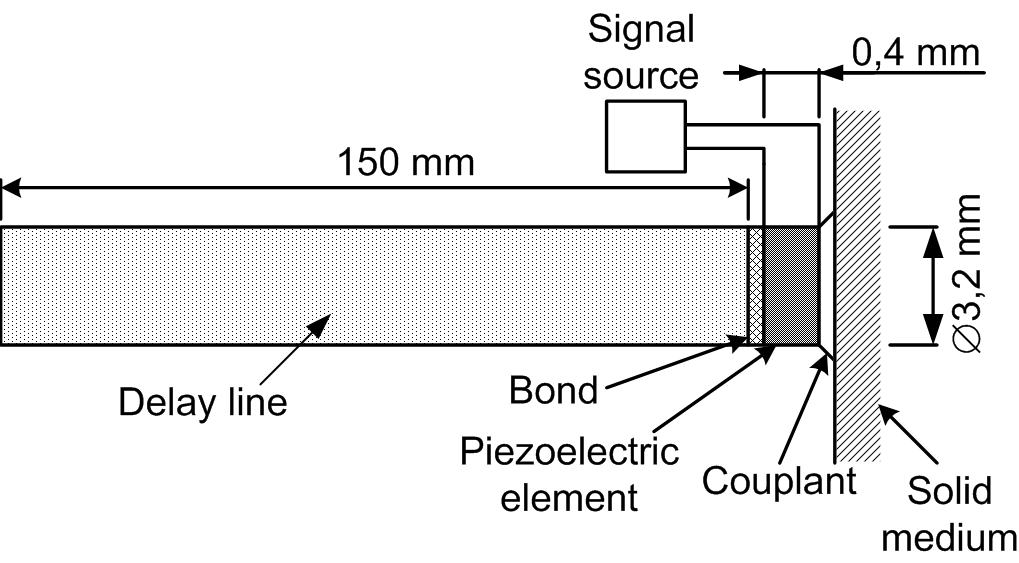 Signal
source
0,4 mm
150 mm
∅3,2 mm
Delay line
Bond
Piezoelectric
element
Couplant
Solid
medium